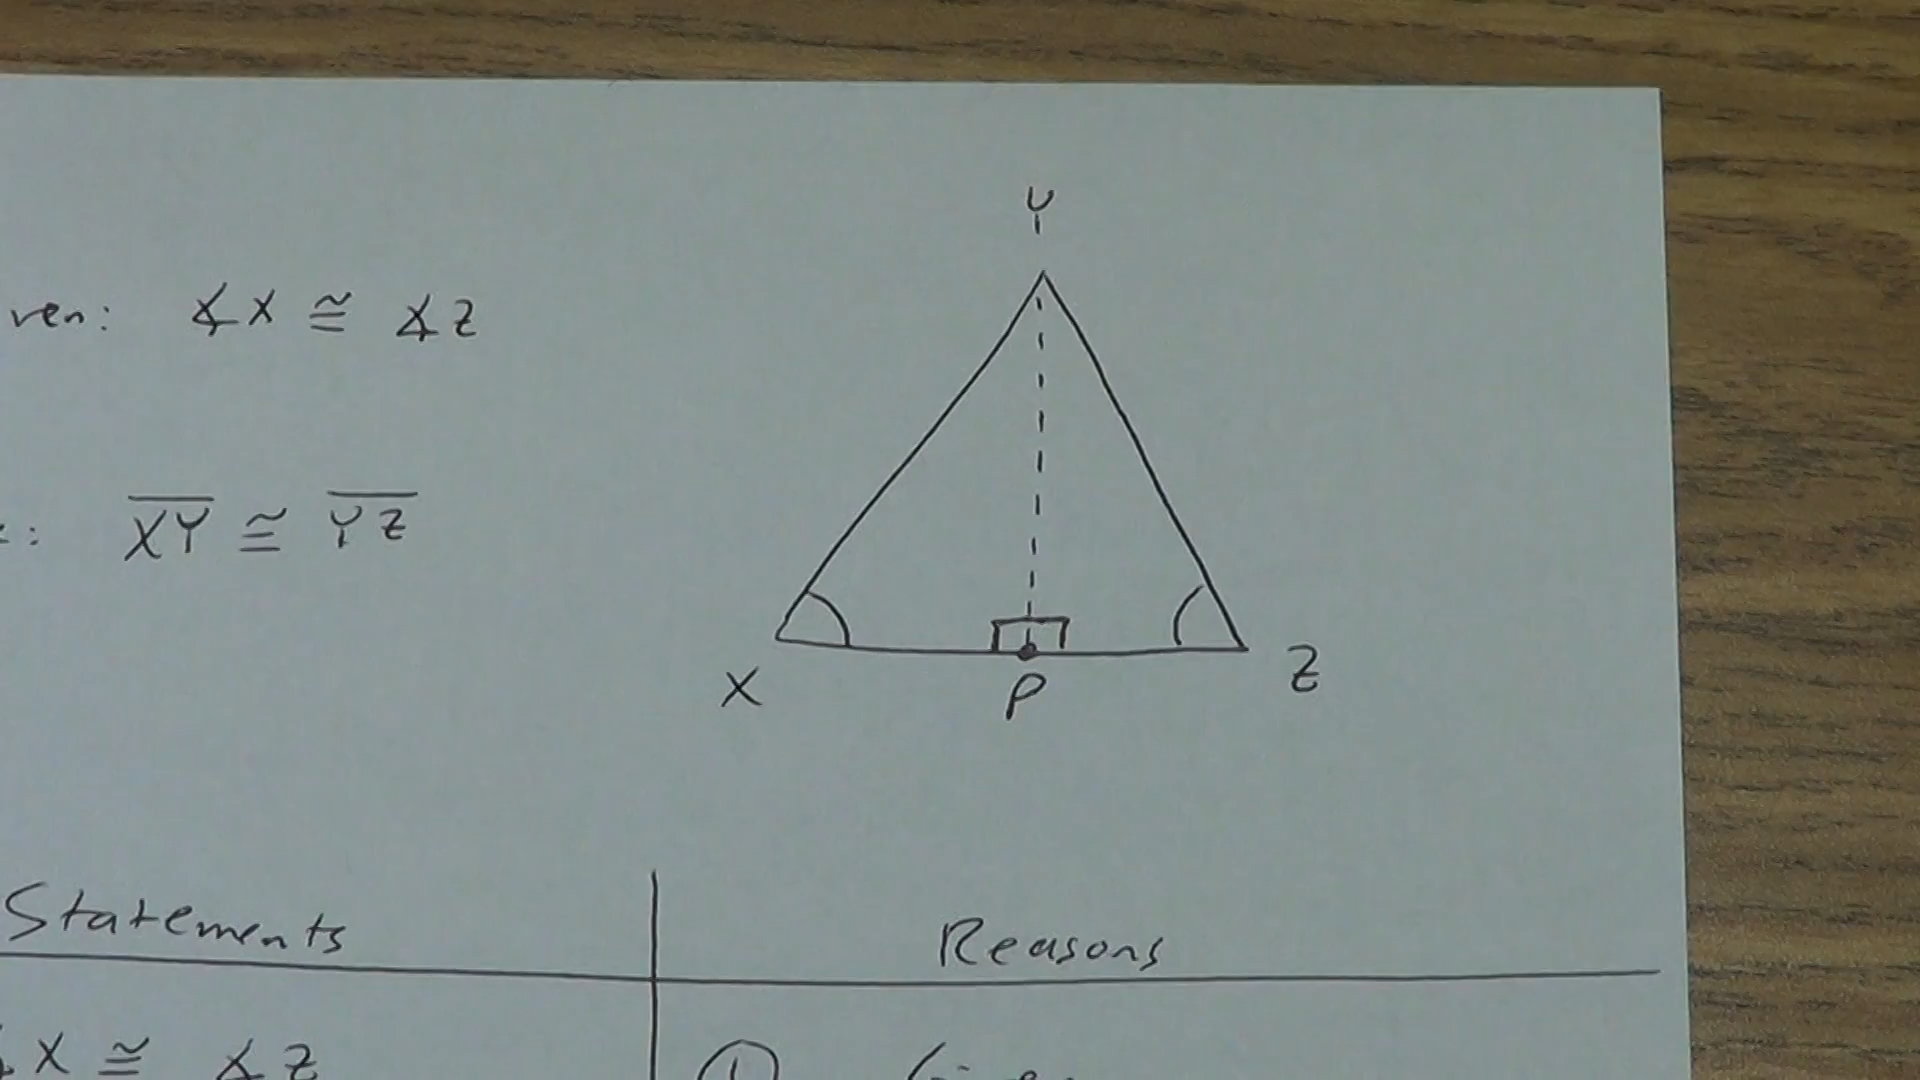 ven: ∡X ≅ ∡Z
: XY ≅ YZ
Y
X P Z
Statements Reasons
X ≅ ∡Z